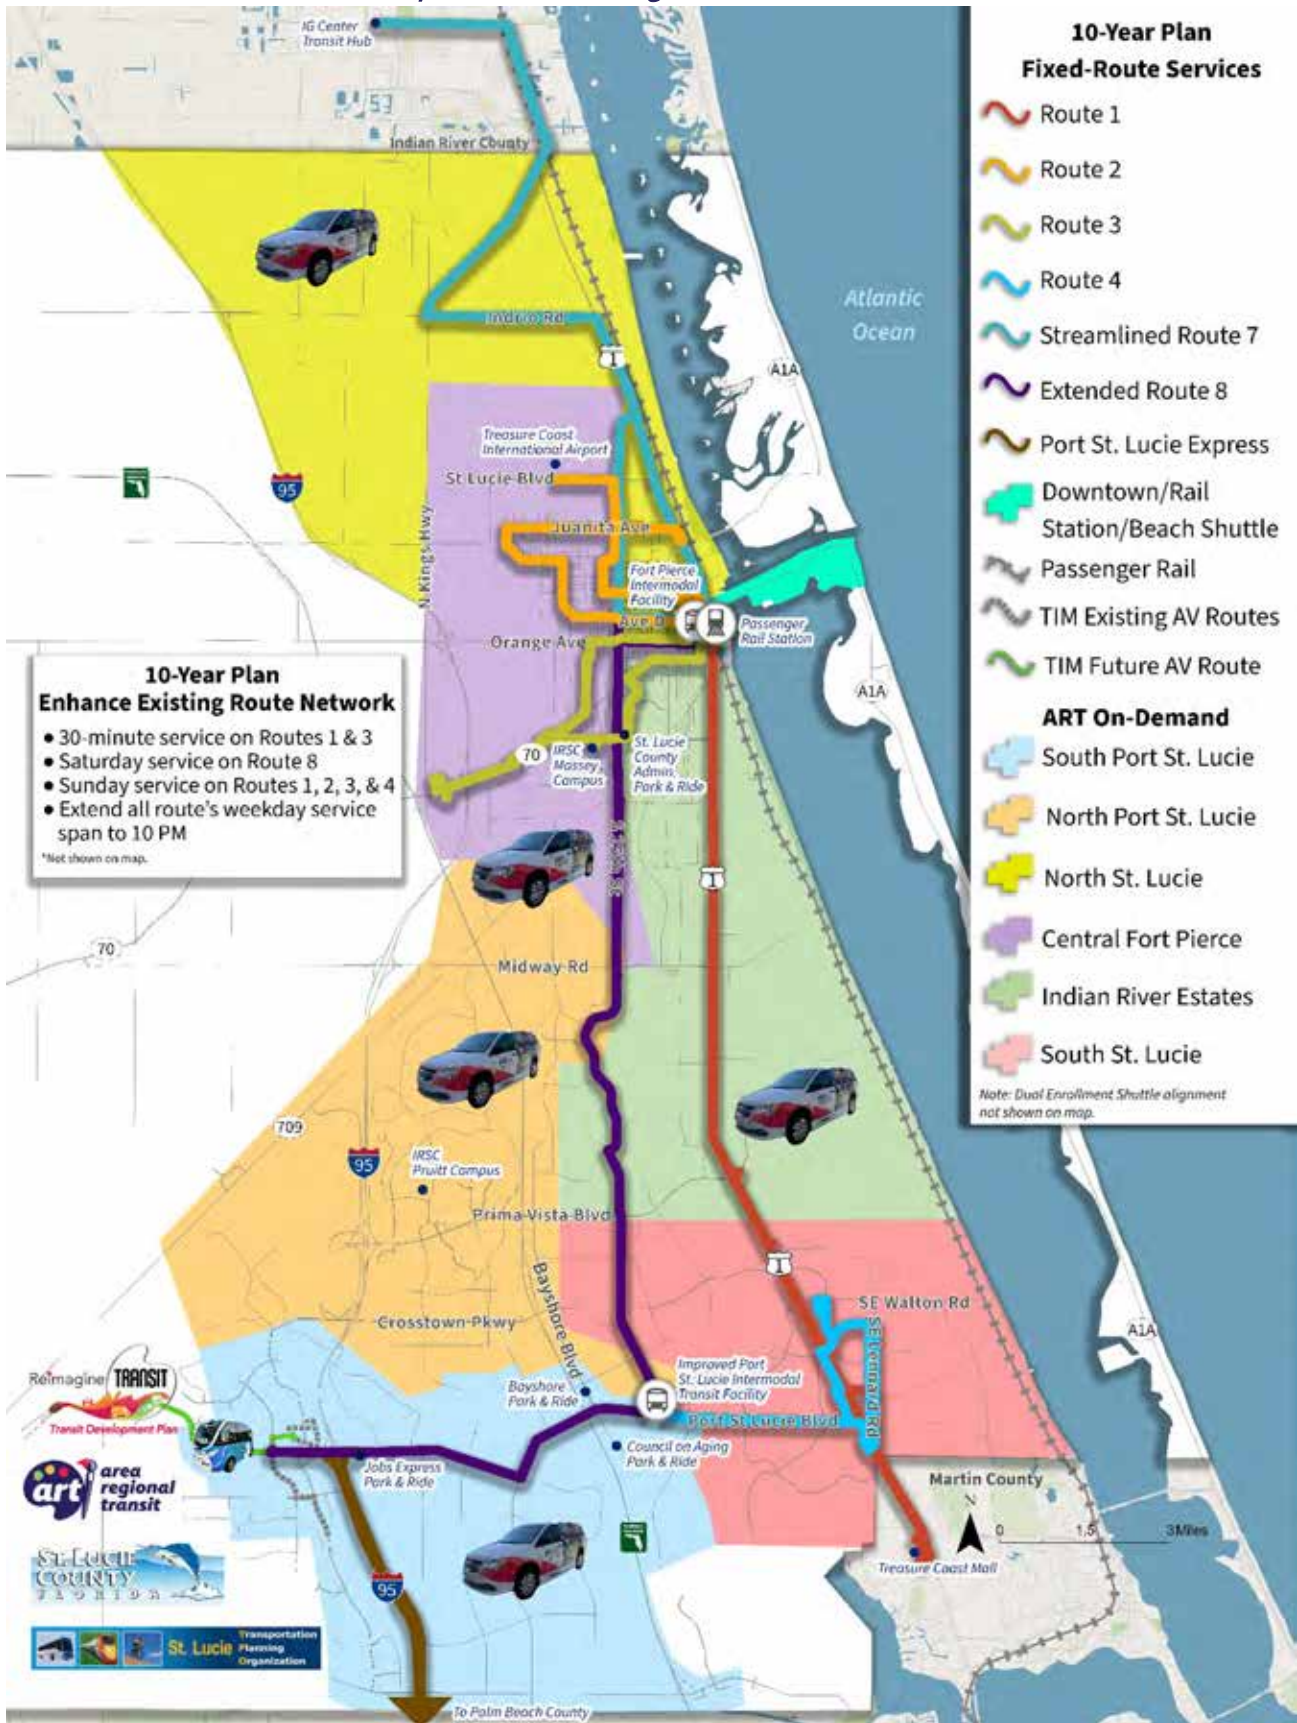 IG Center
Transit Hub
Indian River County
Indrio Rd
1
Atlantic
Ocean
A1A
Treasure Coast
International Airport
St Lucie Blvd
95
N Kings Hwy
Juanita Ave
Fort Pierce
Intermodal
Facility
Ave D
Orange Ave
Passenger
Rail Station
A1A
70
IRSC
Massey
Campus
St. Lucie
County
Admin.
Park & Ride
10-Year Plan
Enhance Existing Route Network
• 30-minute service on Routes 1 & 3
• Saturday service on Route 8
• Sunday service on Routes 1, 2, 3, & 4
• Extend all route's weekday service
span to 10 PM
*Not shown on map.
1
70
Midway Rd
709
95
IRSC
Pruitt Campus
Prima Vista Blvd
Bayshore Blvd
1
SE Walton Rd
SE Lennard Rd
Crosstown Pkwy
A1A
Improved Port
St. Lucie Intermodal
Transit Facility
Bayshore
Park & Ride
Port St Lucie Blvd
Council on Aging
Park & Ride
Jobs Express
Park & Ride
Martin County
N
0 1.5 3 Miles
Treasure Coast Mall
95
To Palm Beach County
Reimagine TRANSIT
Transit Development Plan
art area
regional
transit
ST. LUCIE
COUNTY
FLORIDA
St. Lucie Transportation
Planning
Organization
10-Year Plan
Fixed-Route Services
Route 1
Route 2
Route 3
Route 4
Streamlined Route 7
Extended Route 8
Port St. Lucie Express
Downtown/Rail
Station/Beach Shuttle
Passenger Rail
TIM Existing AV Routes
TIM Future AV Route
ART On-Demand
South Port St. Lucie
North Port St. Lucie
North St. Lucie
Central Fort Pierce
Indian River Estates
South St. Lucie
Note: Dual Enrollment Shuttle alignment
not shown on map.